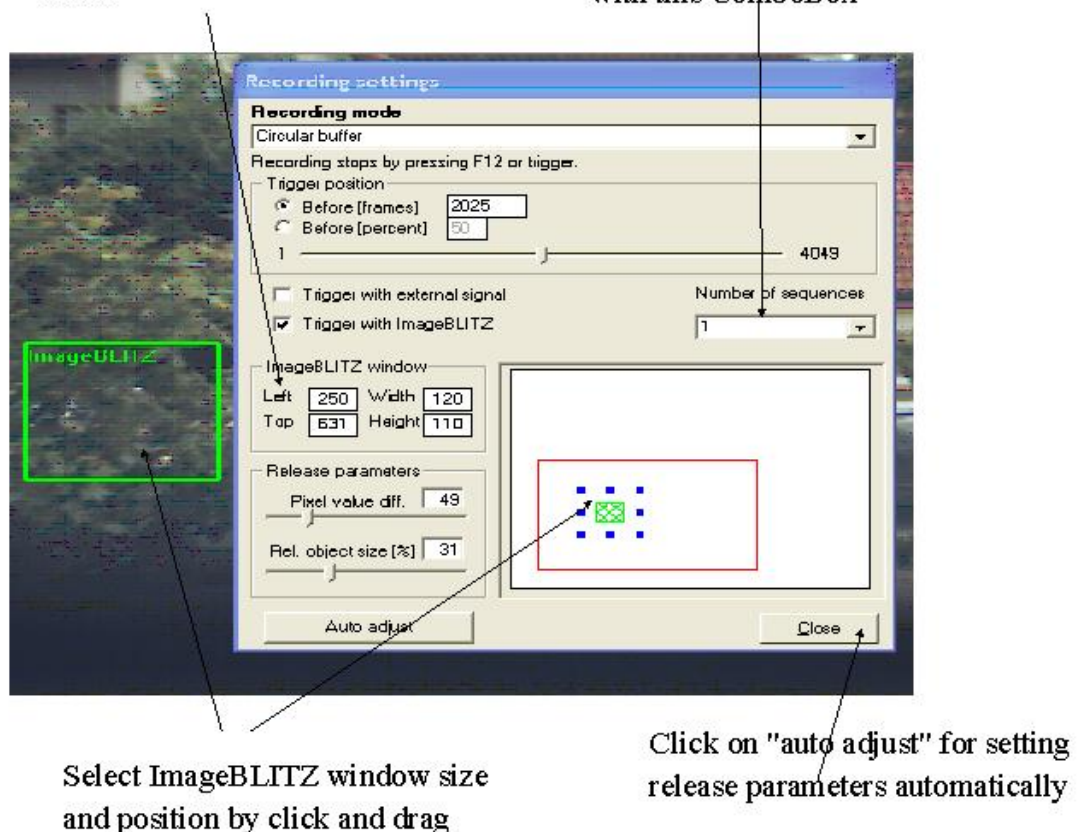 with this ComboBox
Recording settings
Recording mode
Circular buffer
Recording stops by pressing F12 or trigger.
Trigger position
Before [frames] 2025
Before [percent] 50
1 4049
Trigger with external signal
Number of sequences
Trigger with ImageBLITZ
1
ImageBLITZ
ImageBLITZ window
Left 250 Width 120
Top 631 Height 110
Release parameters
Pixel value diff. 49
Rel. object size [%] 31
Auto adjust
Close
Click on "auto adjust" for setting
release parameters automatically
Select ImageBLITZ window size
and position by click and drag